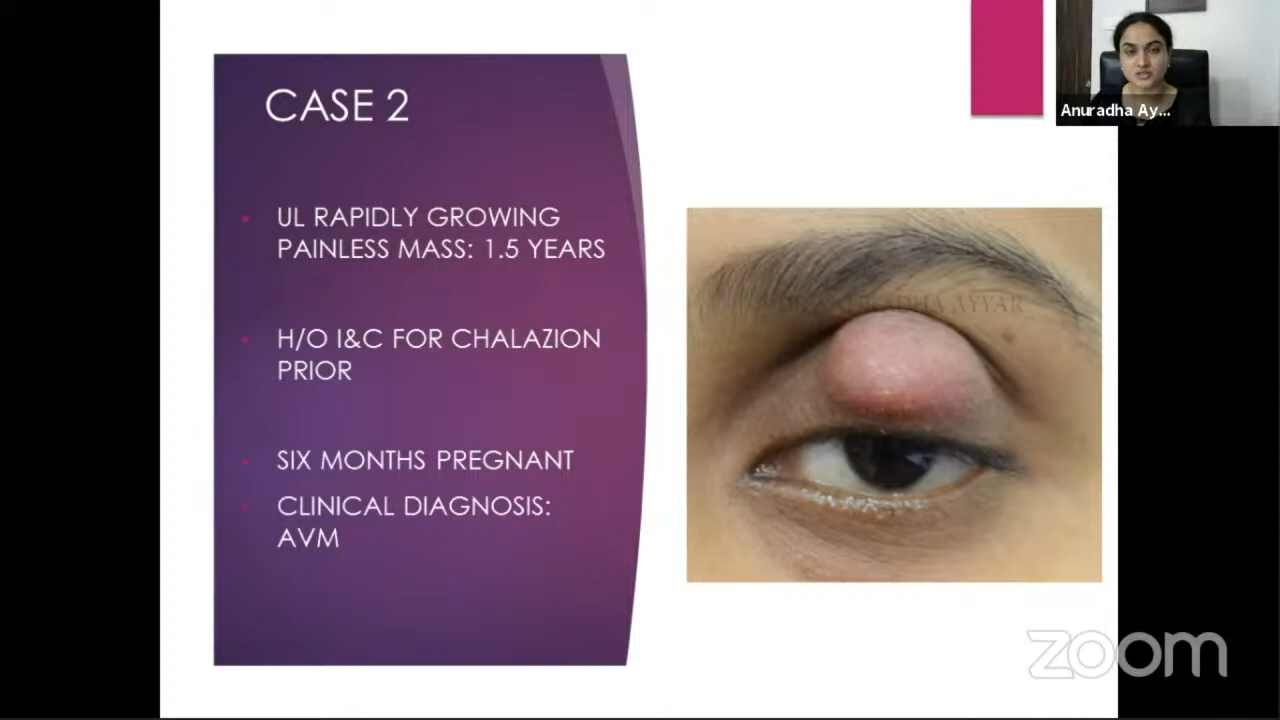 CASE 2
Anuradha Ay...
UL RAPIDLY GROWING
PAINLESS MASS: 1.5 YEARS
H/O I&C FOR CHALAZION
PRIOR
SIX MONTHS PREGNANT
CLINICAL DIAGNOSIS:
AVM
AYYAR
zoom